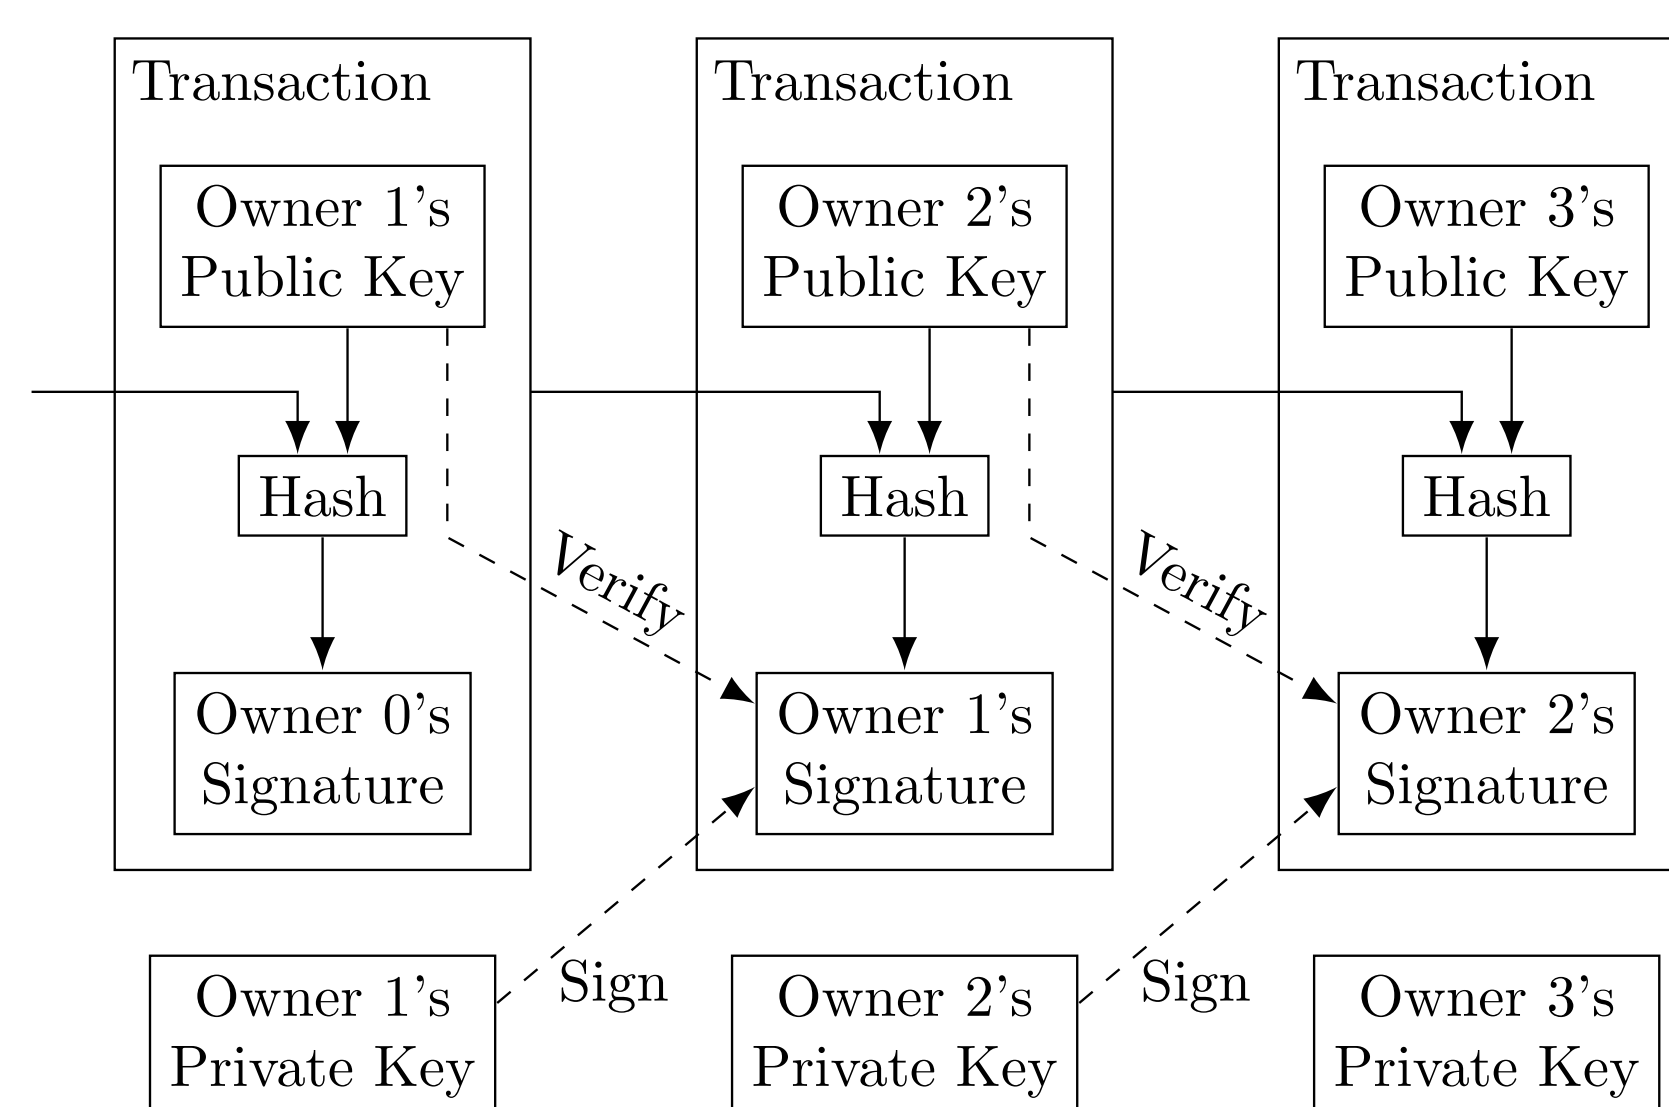 Transaction
Owner 1's
Public Key
Hash
Owner 0's
Signature
Owner 1's
Private Key
Verify
Sign
Transaction
Owner 2's
Public Key
Hash
Owner 1's
Signature
Owner 2's
Private Key
Verify
Sign
Transaction
Owner 3's
Public Key
Hash
Owner 2's
Signature
Owner 3's
Private Key